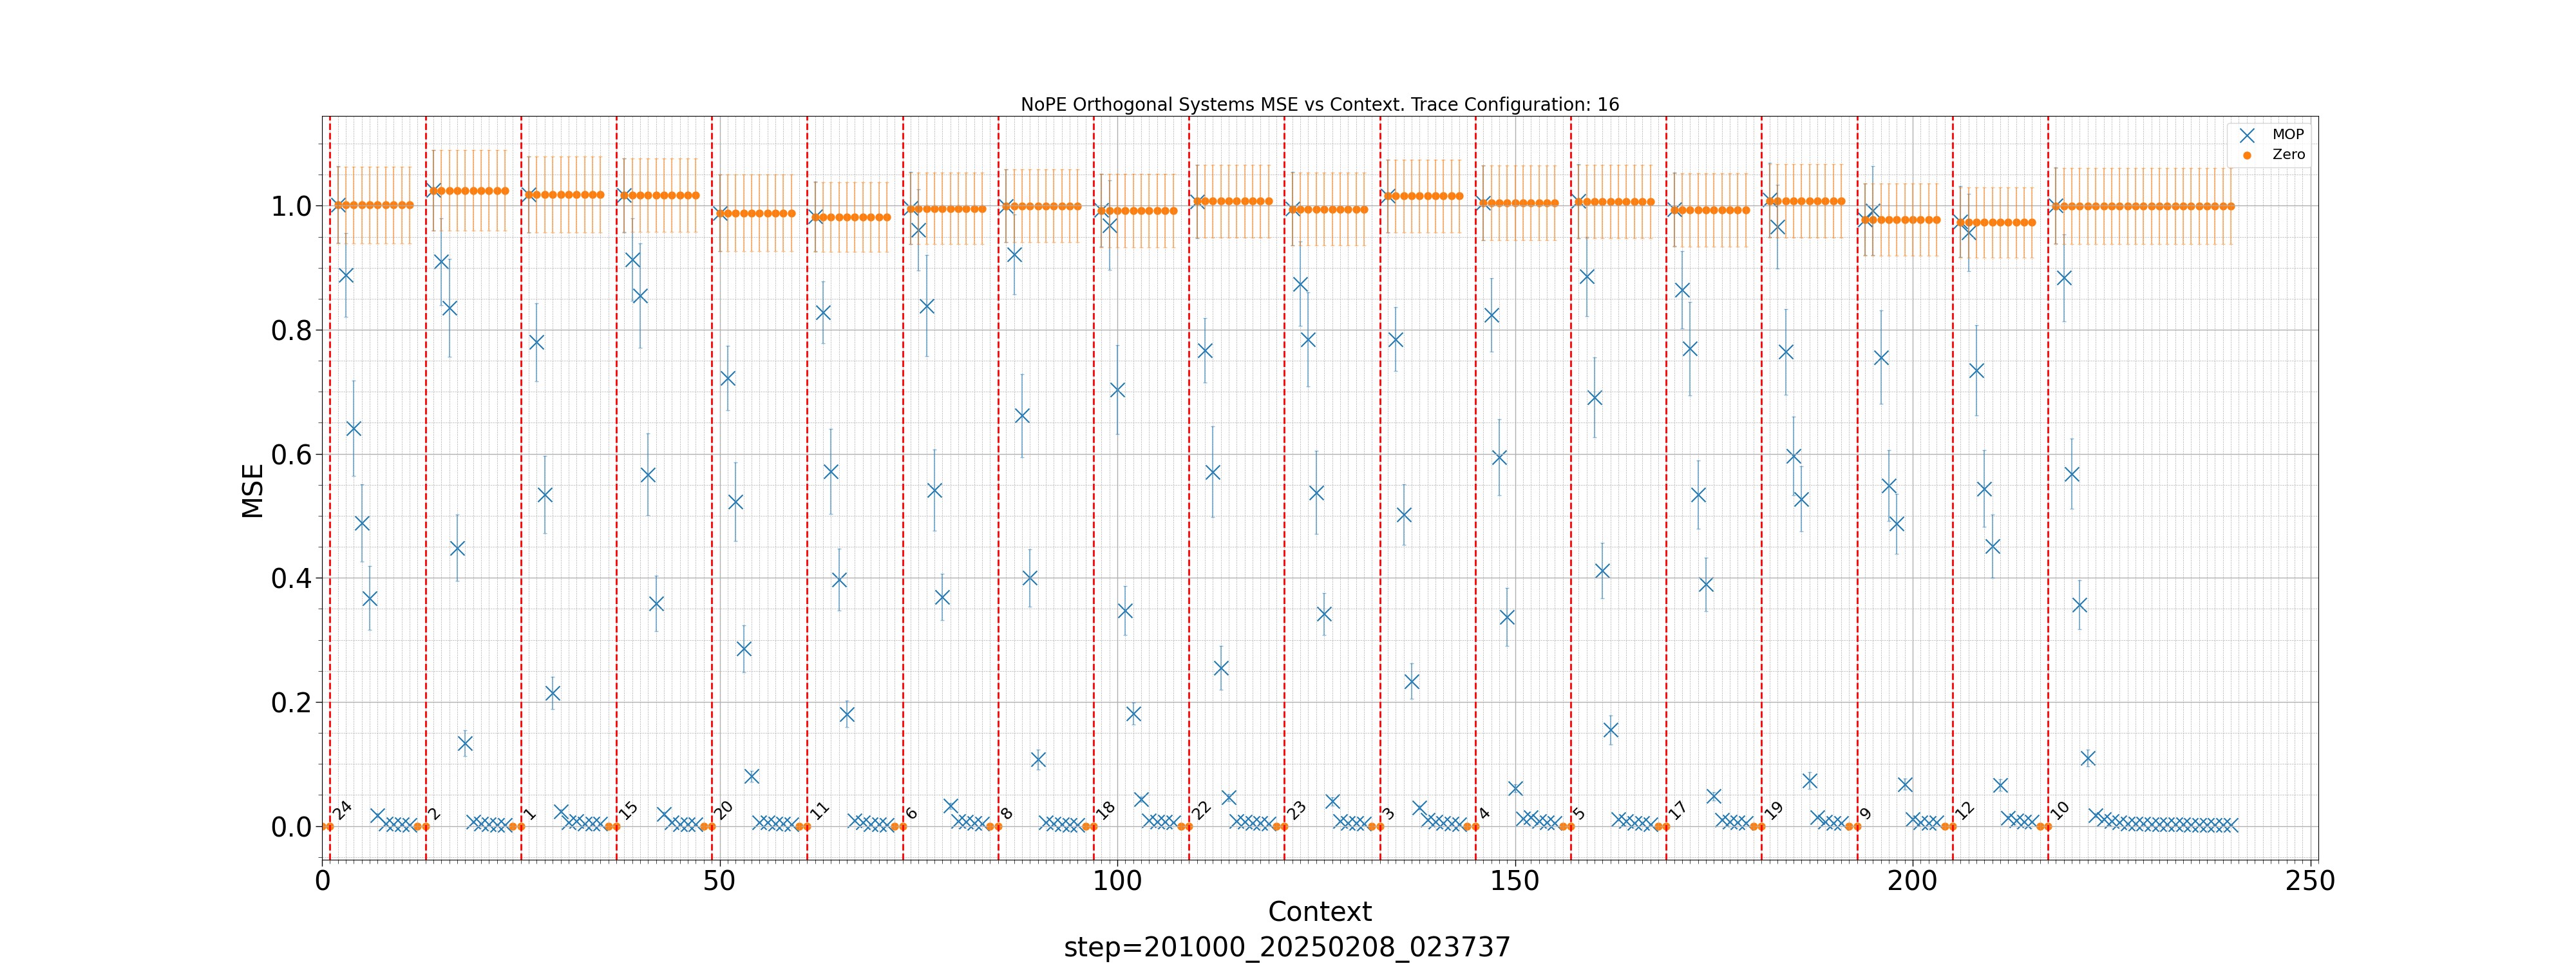 NoPE Orthogonal Systems MSE vs Context. Trace Configuration: 16
MOP
Zero
1.0
0.8
0.6
0.4
0.2
0.0
MSE
24 2 1 15 20 11 6 8 18 22 23 3 4 5 17 19 9 12 10
0 50 100 150 200 250
Context
step=201000_20250208_023737